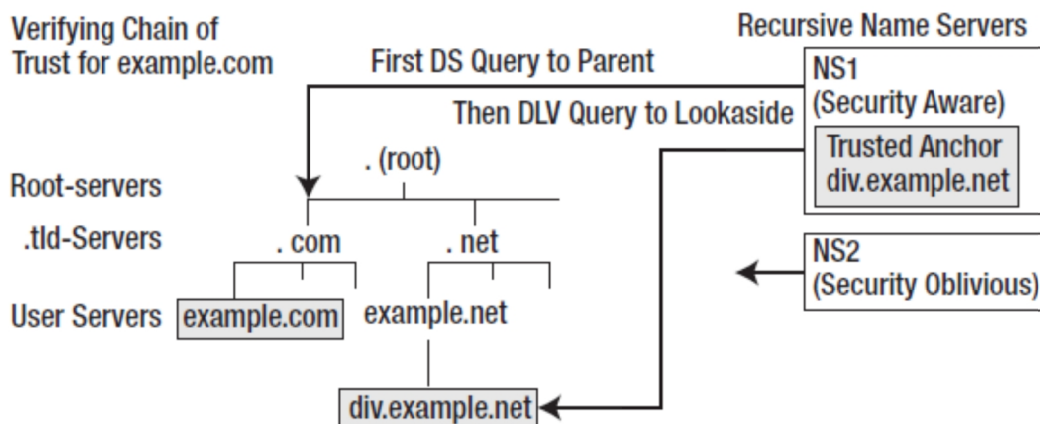 Verifying Chain of
Trust for example.com
Recursive Name Servers
First DS Query to Parent
NS1
(Security Aware)
Then DLV Query to Lookaside
Trusted Anchor
div.example.net
. (root)
Root-servers
.tld-Servers
. com
. net
NS2
(Security Oblivious)
User Servers
example.com
example.net
div.example.net